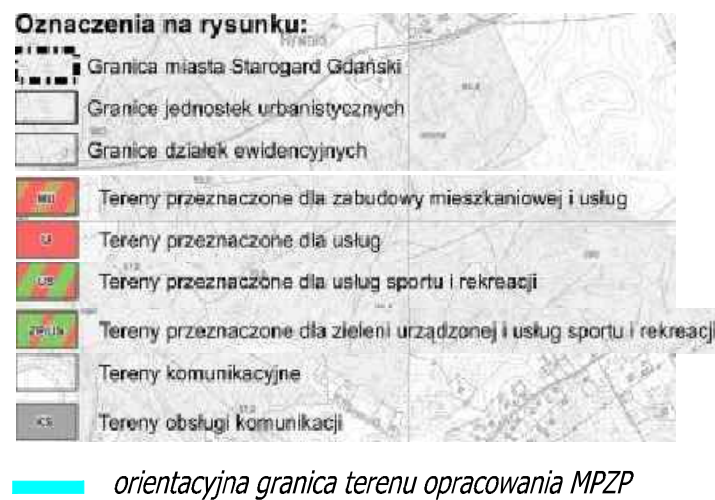 Oznaczenia na rysunku:
Granica miasta Starogard Gdański
Granice jednostek urbanistycznych
Granice działek ewidencyjnych
MU Tereny przeznaczone dla zabudowy mieszkaniowej i usług
U Tereny przeznaczone dla usług
US Tereny przeznaczone dla usług sportu i rekreacji
ZP/US Tereny przeznaczone dla zieleni urządzonej i usług sportu i rekreacji
Tereny komunikacyjne
KS Tereny obsługi komunikacji
orientacyjna granica terenu opracowania MPZP